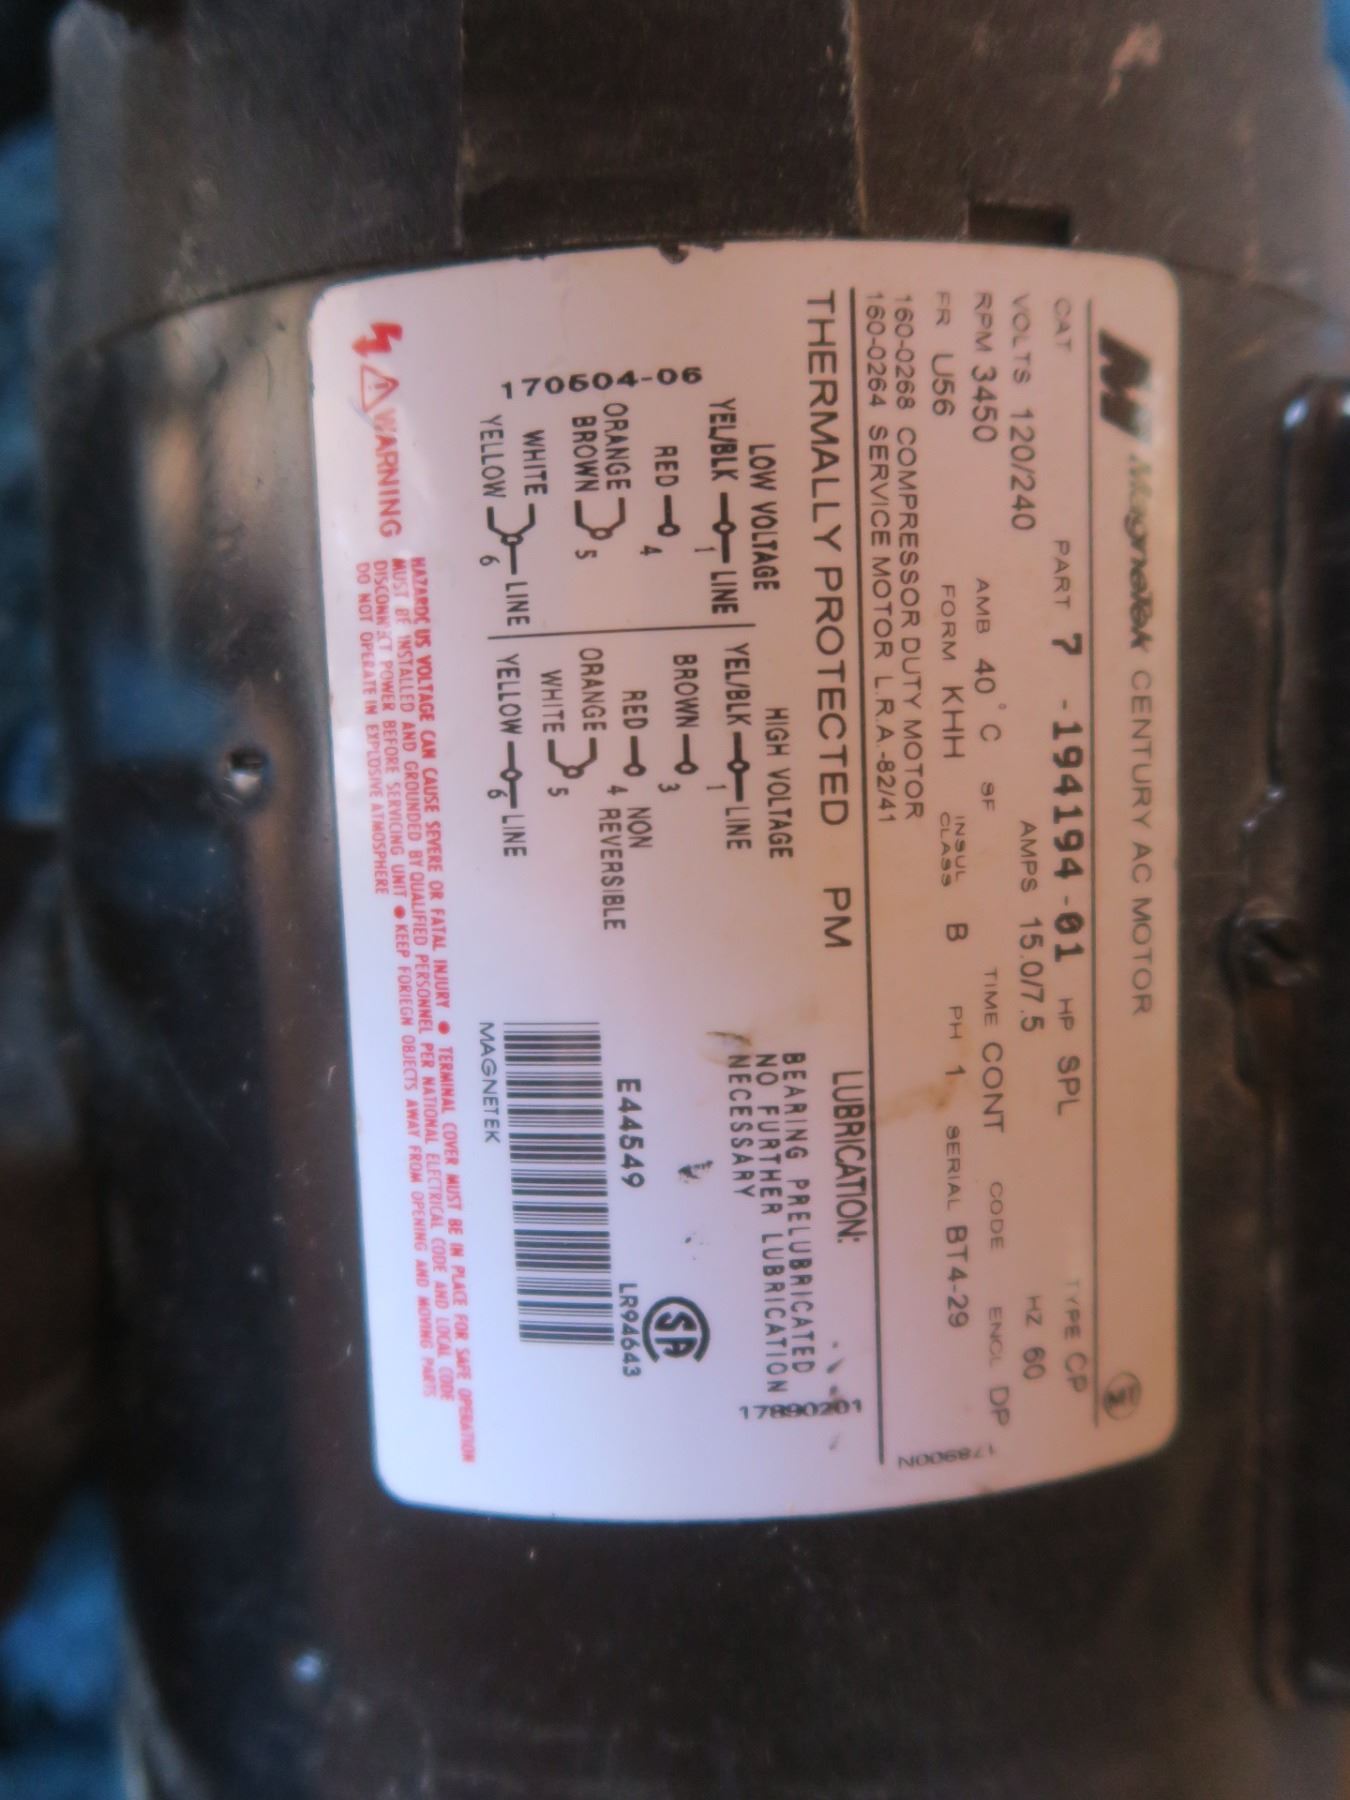 MagneTek CENTURY AC MOTOR
CAT PART 7 -194194-01 HP SPL TYPE CP
VOLTS 120/240 AMPS 15.0/7.5 HZ 60
RPM 3450 AMB 40°C SF TIME CONT CODE ENCL DP
FR U56 FORM KHH INSUL CLASS B PH 1 SERIAL BT4-29
160-0268 COMPRESSOR DUTY MOTOR
160-0264 SERVICE MOTOR L.R.A.-82/41
178900N
THERMALLY PROTECTED PM
LOW VOLTAGE
YEL/BLK 1 LINE
RED 4
ORANGE
BROWN 5
WHITE
YELLOW 6 LINE
170504-06
HIGH VOLTAGE
YEL/BLK 1 LINE
BROWN 3
RED 4
ORANGE
WHITE 5
YELLOW 6 LINE
NON
REVERSIBLE
LUBRICATION:
BEARING PRELUBRICATED
NO FURTHER LUBRICATION
NECESSARY
17890201
SA
E44549 LR94643
MAGNETEK
WARNING
HAZARDOUS VOLTAGE CAN CAUSE SEVERE OR FATAL INJURY • TERMINAL COVER MUST BE IN PLACE FOR SAFE OPERATION
MUST BE INSTALLED AND GROUNDED BY QUALIFIED PERSONNEL PER NATIONAL ELECTRICAL CODE AND LOCAL CODE
DISCONNECT POWER BEFORE SERVICING UNIT • KEEP FORIEGN OBJECTS AWAY FROM OPENING AND MOVING PARTS
DO NOT OPERATE IN EXPLOSIVE ATMOSPHERE